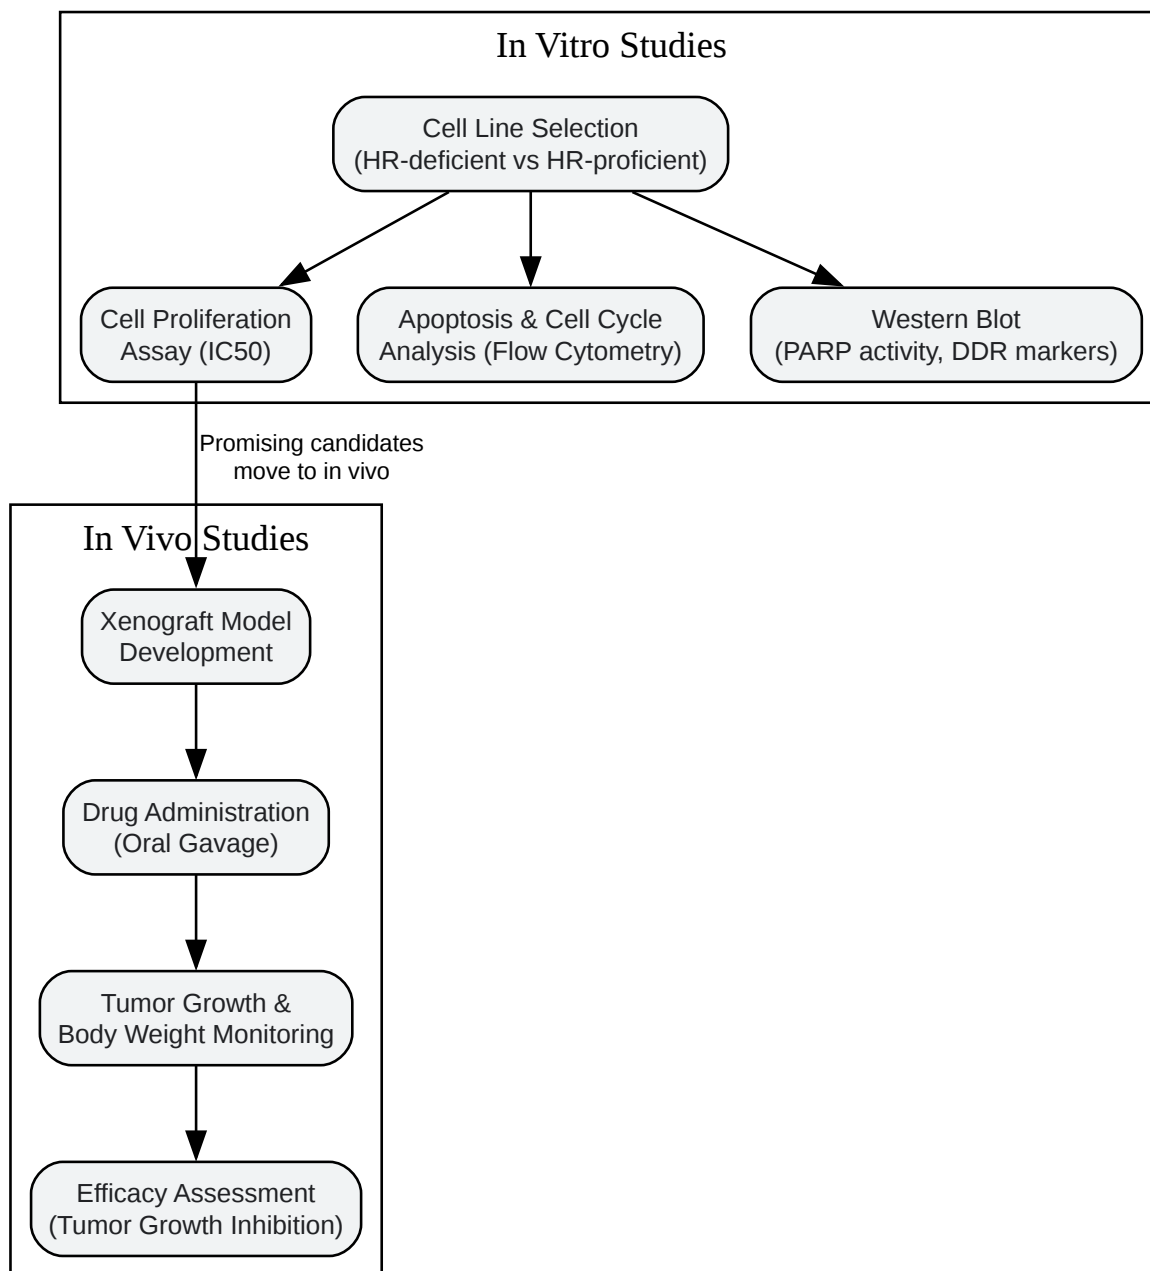 In Vitro Studies
Cell Line Selection
(HR-deficient vs HR-proficient)
Cell Proliferation
Assay (IC50)
Apoptosis & Cell Cycle
Analysis (Flow Cytometry)
Western Blot
(PARP activity, DDR markers)
Promising candidates
move to in vivo
In Vivo Studies
Xenograft Model
Development
Drug Administration
(Oral Gavage)
Tumor Growth &
Body Weight Monitoring
Efficacy Assessment
(Tumor Growth Inhibition)